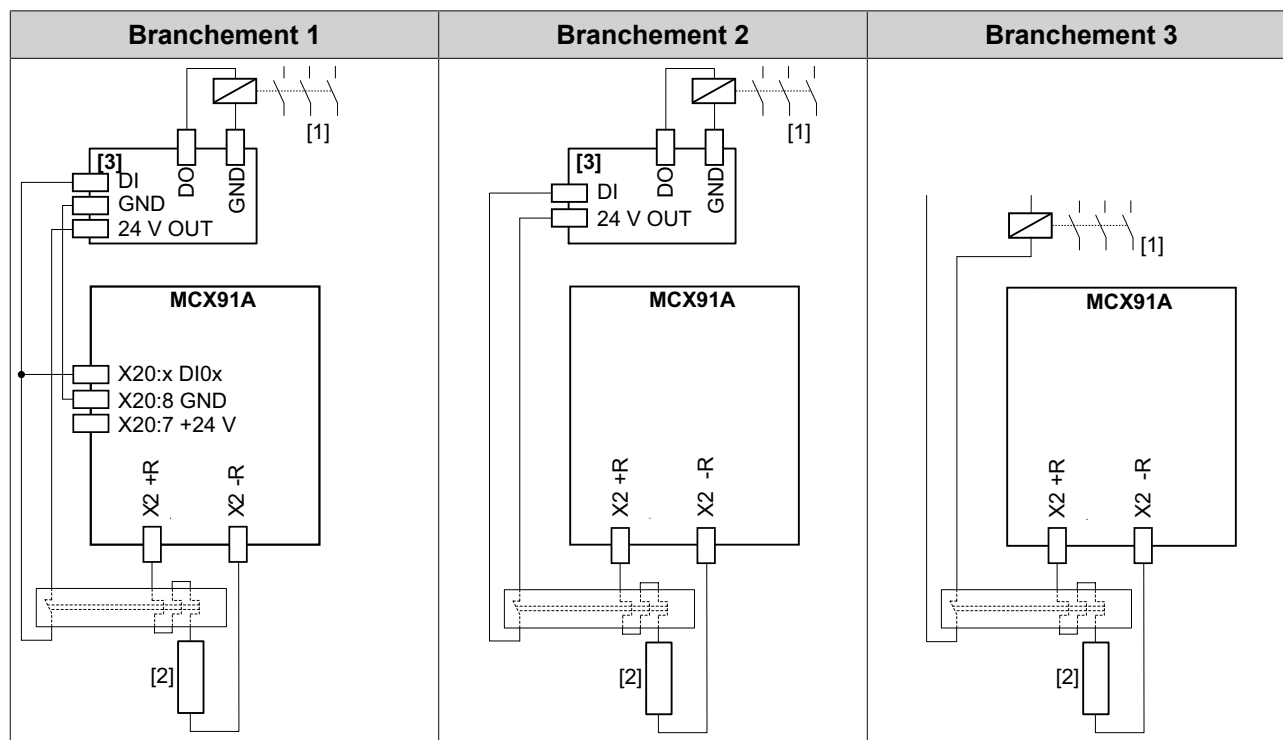 Branchement 1
Branchement 2
Branchement 3
[1]
[3]
DO
GND
DI
GND
24 V OUT
MCX91A
X20:x DI0x
X20:8 GND
X20:7 +24 V
X2 +R
X2 -R
[2]
[1]
[3]
DO
GND
DI
24 V OUT
MCX91A
X2 +R
X2 -R
[2]
[1]
MCX91A
X2 +R
X2 -R
[2]